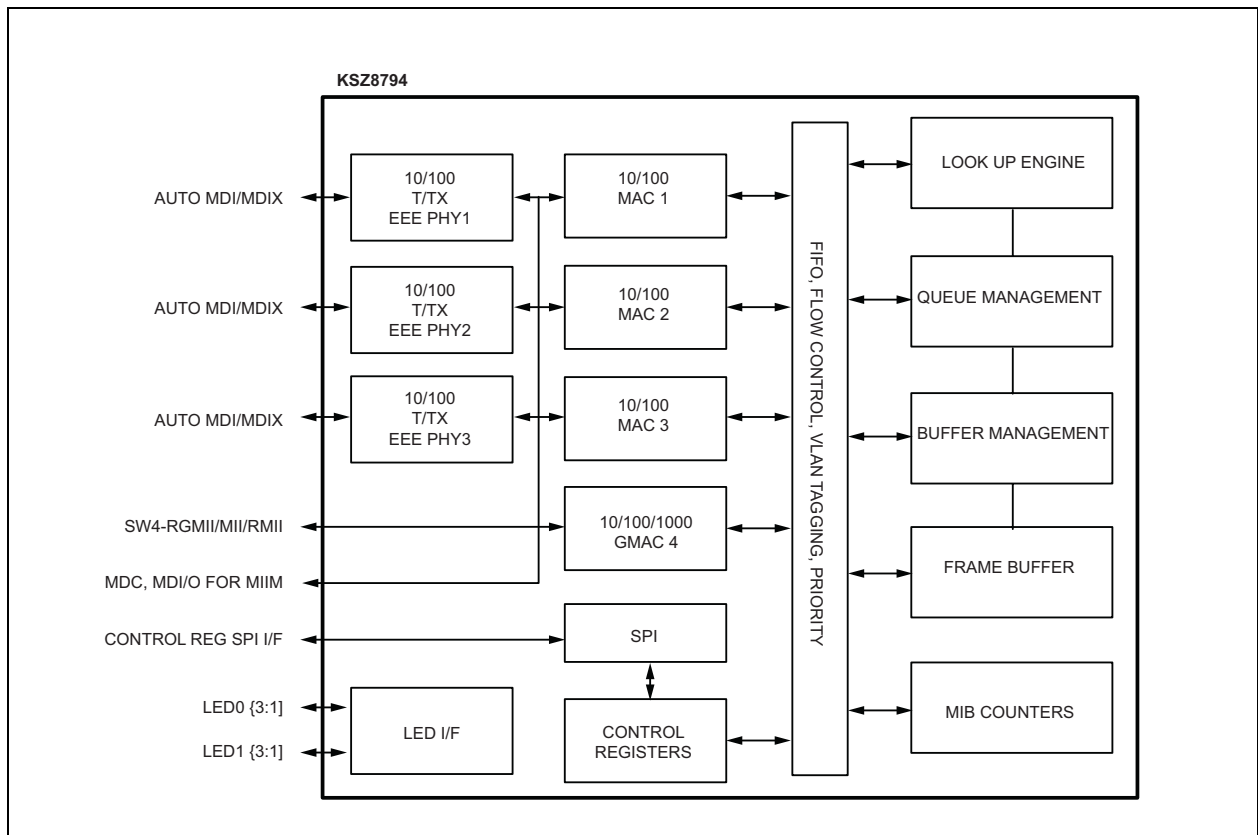 KSZ8794
AUTO MDI/MDIX
10/100
T/TX
EEE PHY1
10/100
MAC 1
LOOK UP ENGINE
AUTO MDI/MDIX
10/100
T/TX
EEE PHY2
10/100
MAC 2
QUEUE MANAGEMENT
AUTO MDI/MDIX
10/100
T/TX
EEE PHY3
10/100
MAC 3
BUFFER MANAGEMENT
FIFO, FLOW CONTROL, VLAN TAGGING, PRIORITY
SW4-RGMII/MII/RMII
10/100/1000
GMAC 4
FRAME BUFFER
MDC, MDI/O FOR MIIM
CONTROL REG SPI I/F
SPI
LED0 {3:1]
LED1 {3:1]
LED I/F
CONTROL
REGISTERS
MIB COUNTERS